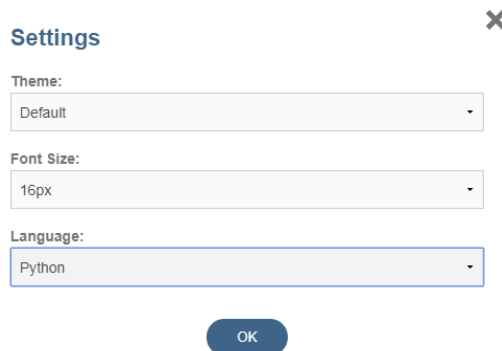 Settings
Theme:
Default
Font Size:
16px
Language:
Python
OK